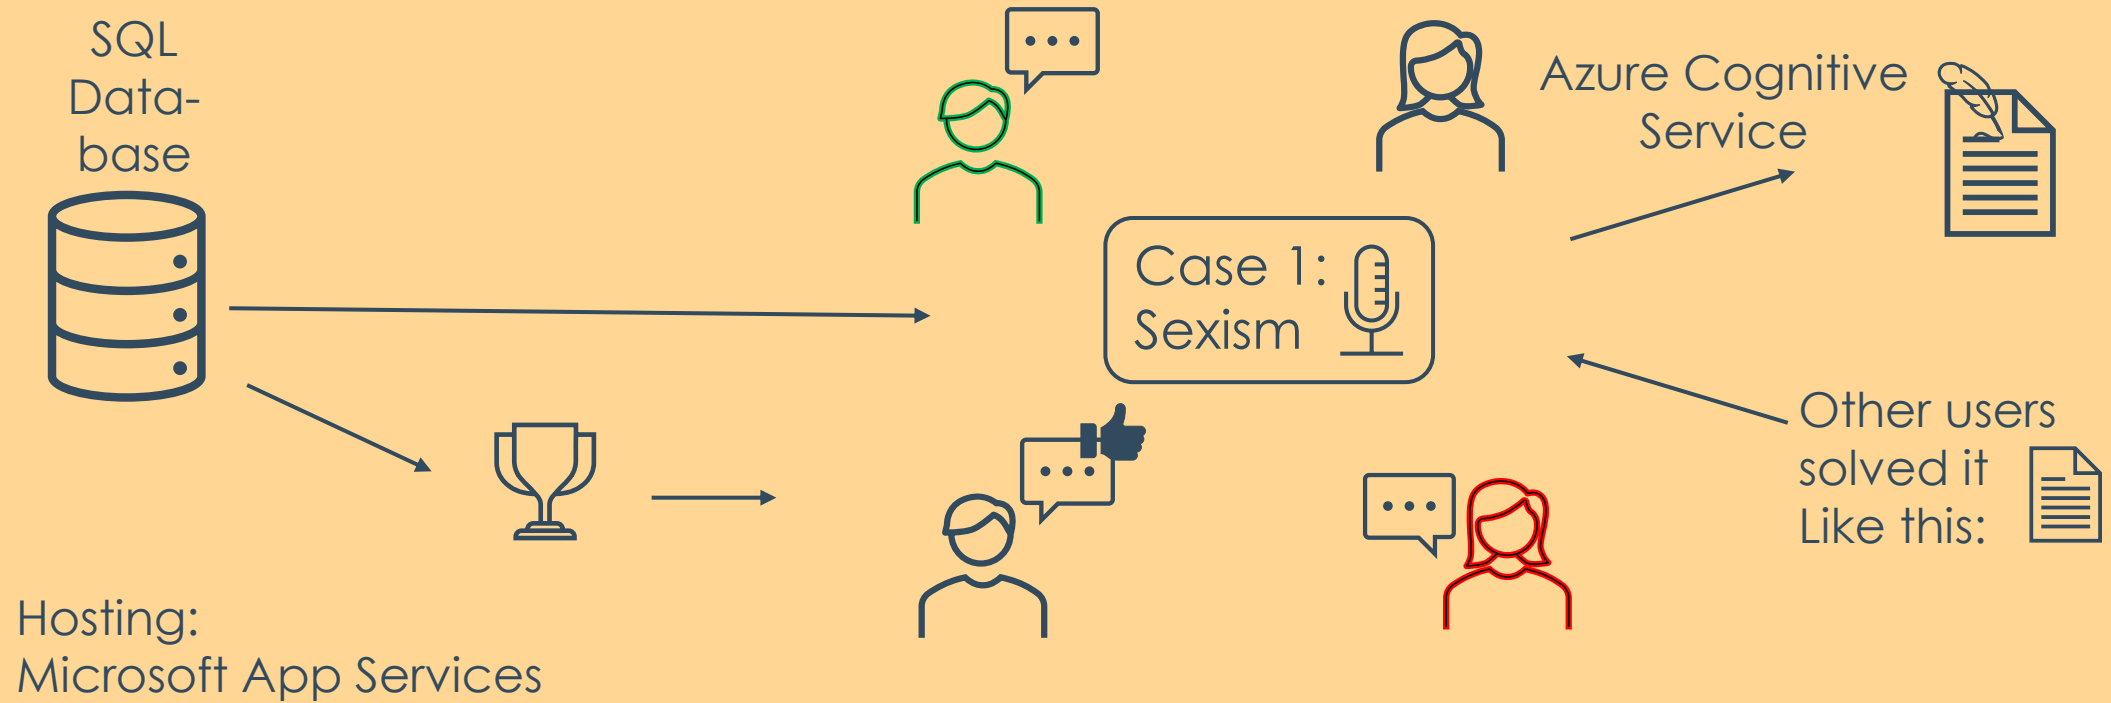 SQL
Data-
base
Azure Cognitive
Service
Case 1:
Sexism
Other users
solved it
Like this:
Hosting:
Microsoft App Services